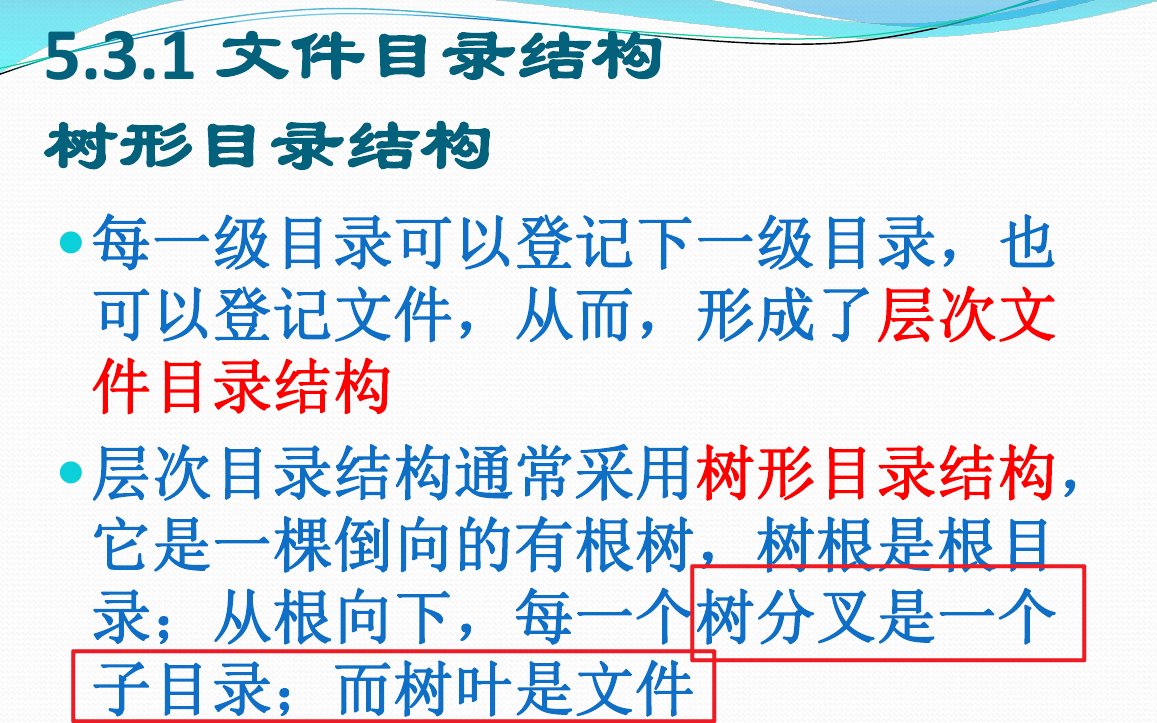 5.3.1 文件目录结构
树形目录结构
•每一级目录可以登记下一级目录，也
可以登记文件，从而，形成了层次文
件目录结构
•层次目录结构通常采用树形目录结构，
它是一棵倒向的有根树，树根是根目
录；从根向下，每一个树分叉是一个
子目录；而树叶是文件